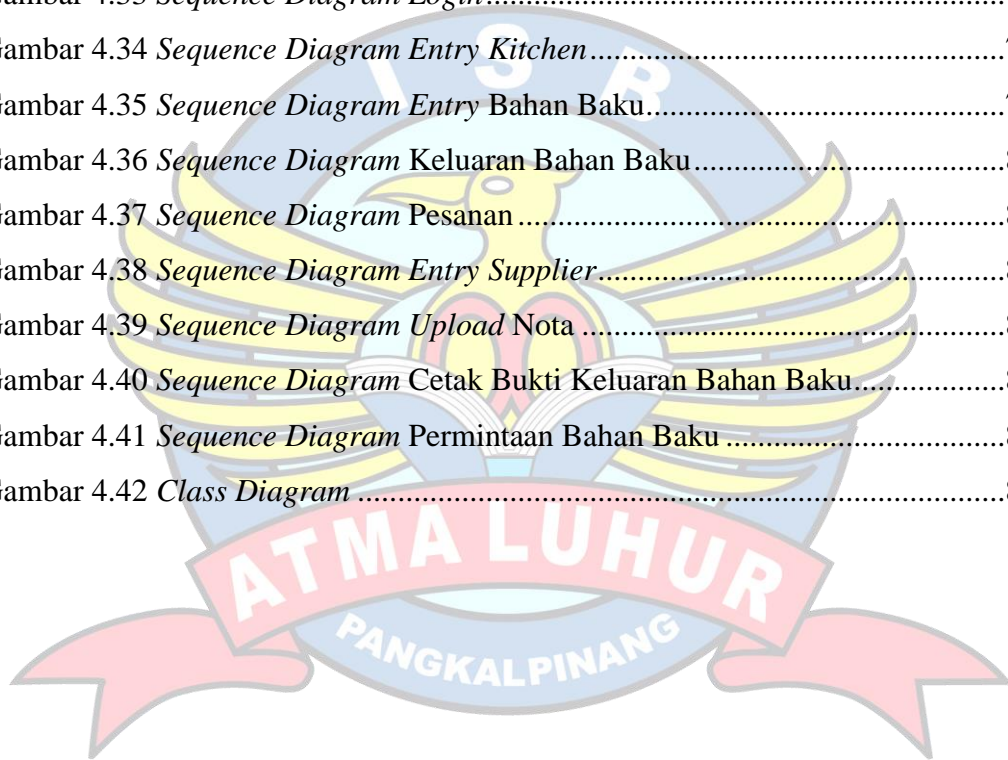 Gambar 4.33 Sequence Diagram Login
Gambar 4.34 Sequence Diagram Entry Kitchen
Gambar 4.35 Sequence Diagram Entry Bahan Baku
Gambar 4.36 Sequence Diagram Keluaran Bahan Baku
Gambar 4.37 Sequence Diagram Pesanan
Gambar 4.38 Sequence Diagram Entry Supplier
Gambar 4.39 Sequence Diagram Upload Nota
Gambar 4.40 Sequence Diagram Cetak Bukti Keluaran Bahan Baku
Gambar 4.41 Sequence Diagram Permintaan Bahan Baku
Gambar 4.42 Class Diagram
I S B
ATMA LUHUR
PANGKALPINANG